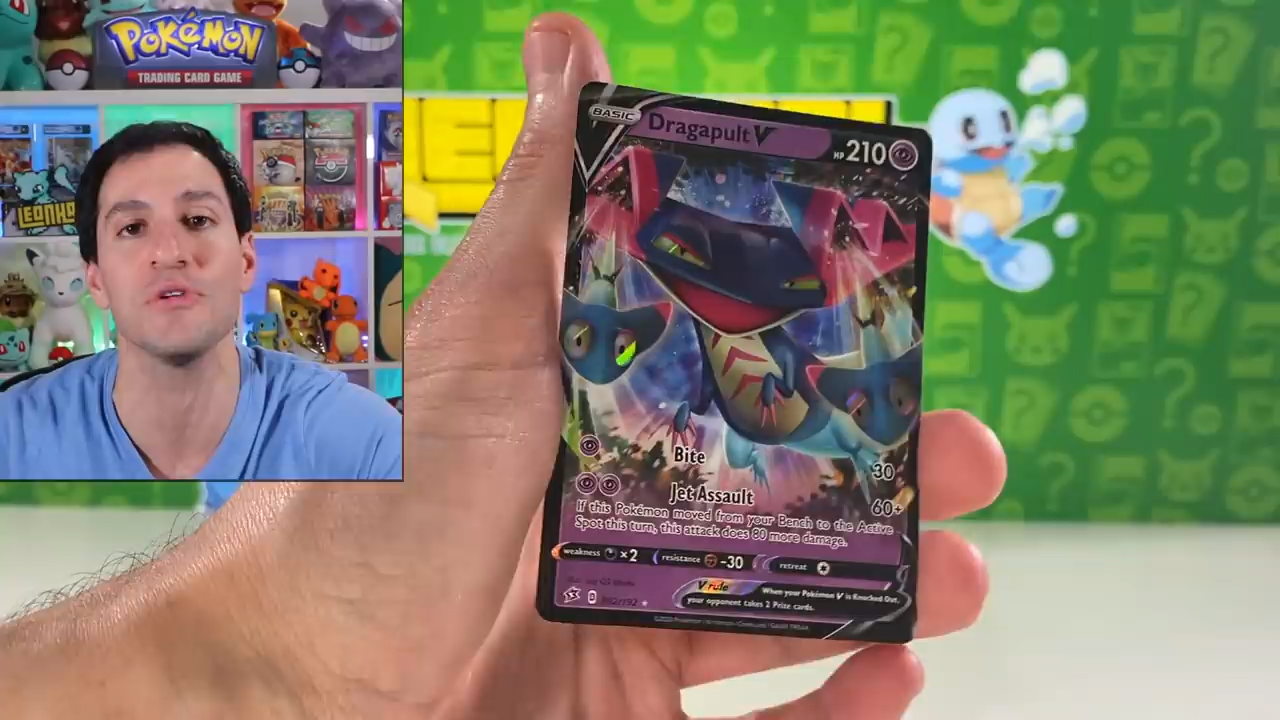 POKéMON
TRADING CARD GAME
LEONHA
BASIC
Dragapult V
HP 210
Bite
30
Jet Assault
60+
If this Pokémon moved from your Bench to the Active
Spot this turn, this attack does 80 more damage.
weakness ×2
resistance -30
retreat
V rule
When your Pokémon V is Knocked Out,
your opponent takes 2 Prize cards.